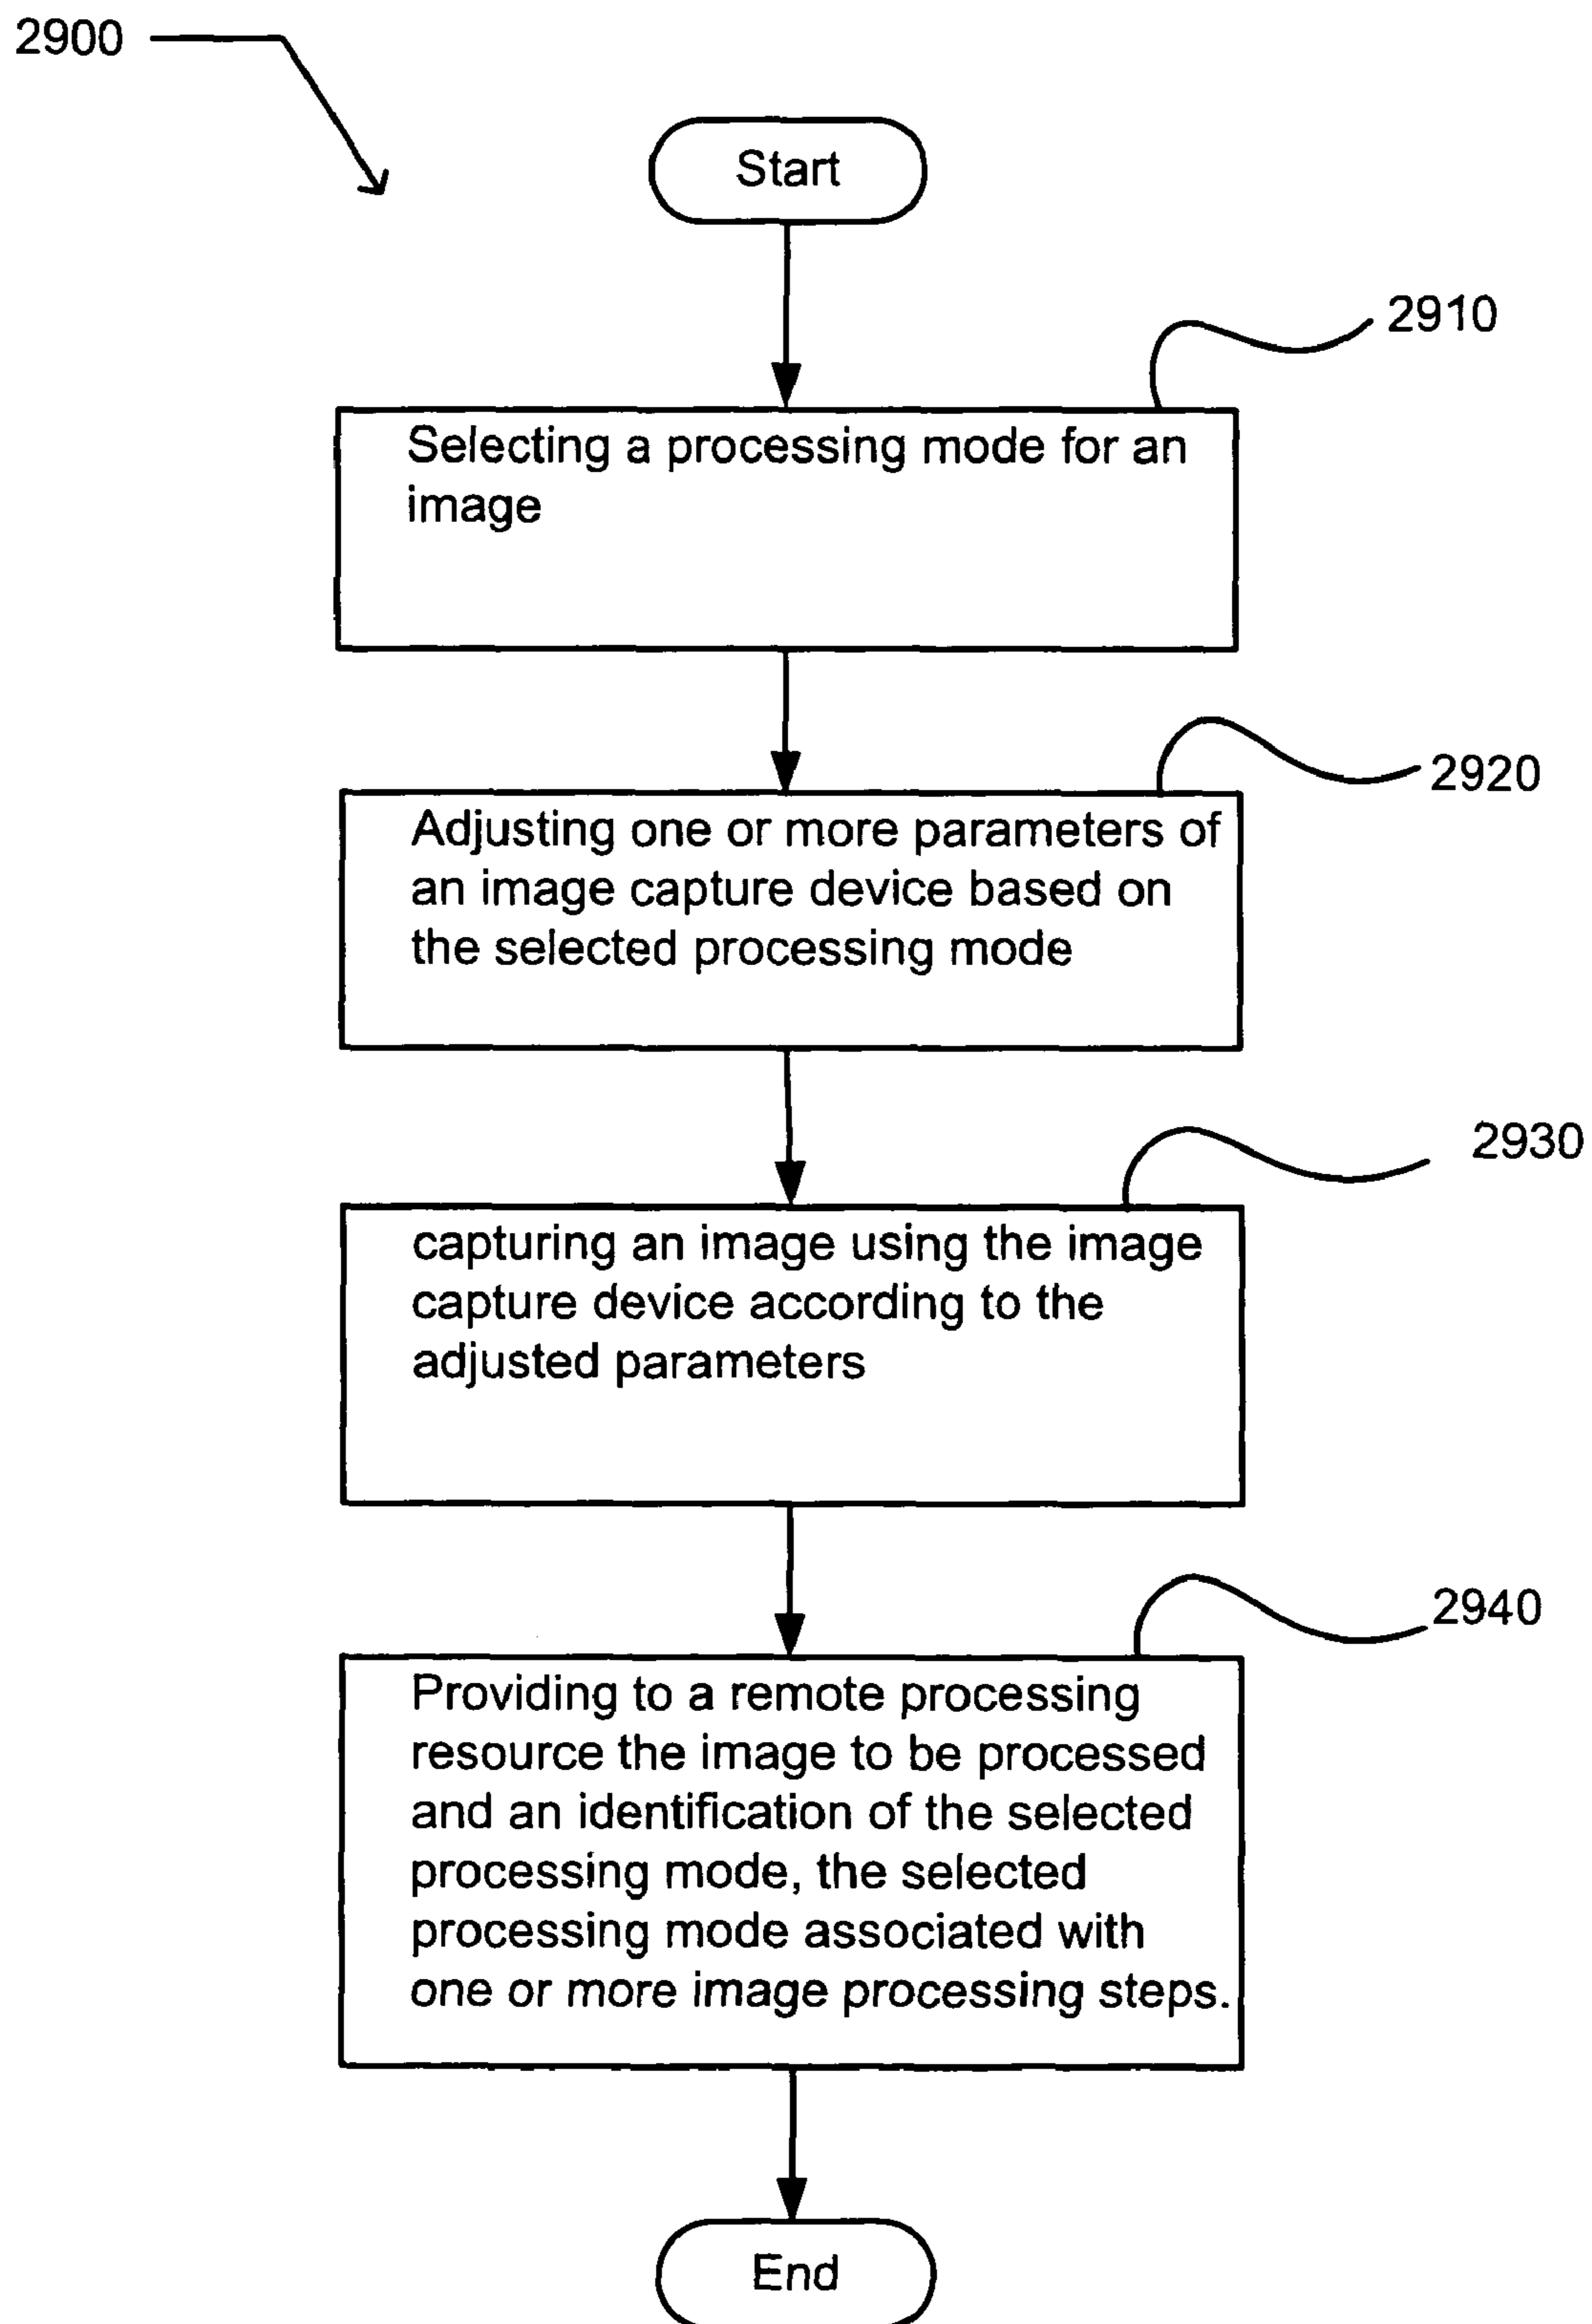 2900
Start
2910
Selecting a processing mode for an
image
2920
Adjusting one or more parameters of
an image capture device based on
the selected processing mode
2930
capturing an image using the image
capture device according to the
adjusted parameters
2940
Providing to a remote processing
resource the image to be processed
and an identification of the selected
processing mode, the selected
processing mode associated with
one or more image processing steps.
End